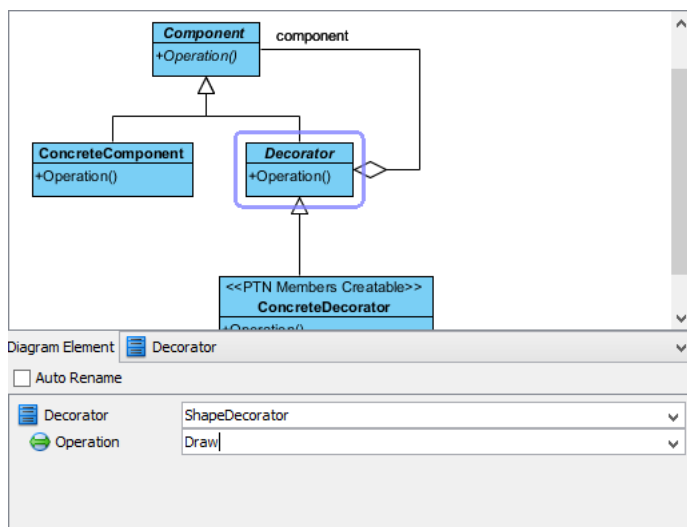 Component
component
+Operation()
ConcreteComponent
Decorator
+Operation()
+Operation()
<<PTN Members Creatable>>
ConcreteDecorator
+Operation()
Diagram Element
Decorator
Auto Rename
Decorator
ShapeDecorator
Operation
Draw